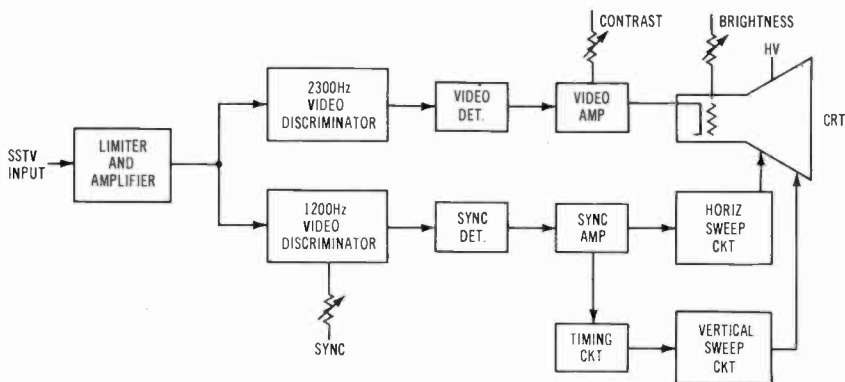 CONTRAST
BRIGHTNESS
HV
CRT
2300Hz
VIDEO
DISCRIMINATOR
VIDEO
DET.
VIDEO
AMP
SSTV
INPUT
LIMITER
AND
AMPLIFIER
1200Hz
VIDEO
DISCRIMINATOR
SYNC
DET.
SYNC
AMP
HORIZ
SWEEP
CKT
SYNC
TIMING
CKT
VERTICAL
SWEEP
CKT